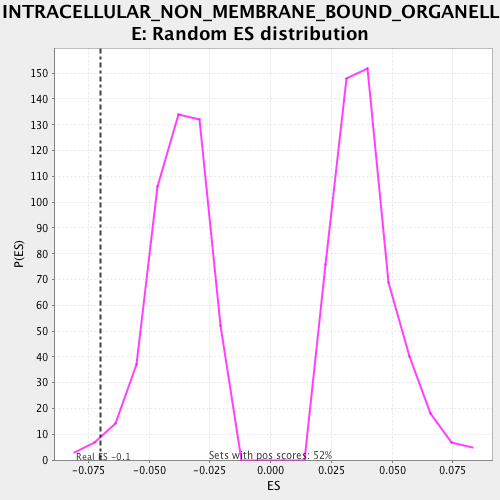 INTRACELLULAR_NON_MEMBRANE_BOUND_ORGANELL
E: Random ES distribution
150
140
130
120
110
100
90
80
70
60
50
40
30
20
10
0
P(ES)
Real ES -0.1
Sets with pos scores: 52%
-0.075 -0.050 -0.025 0.000 0.025 0.050 0.075
ES